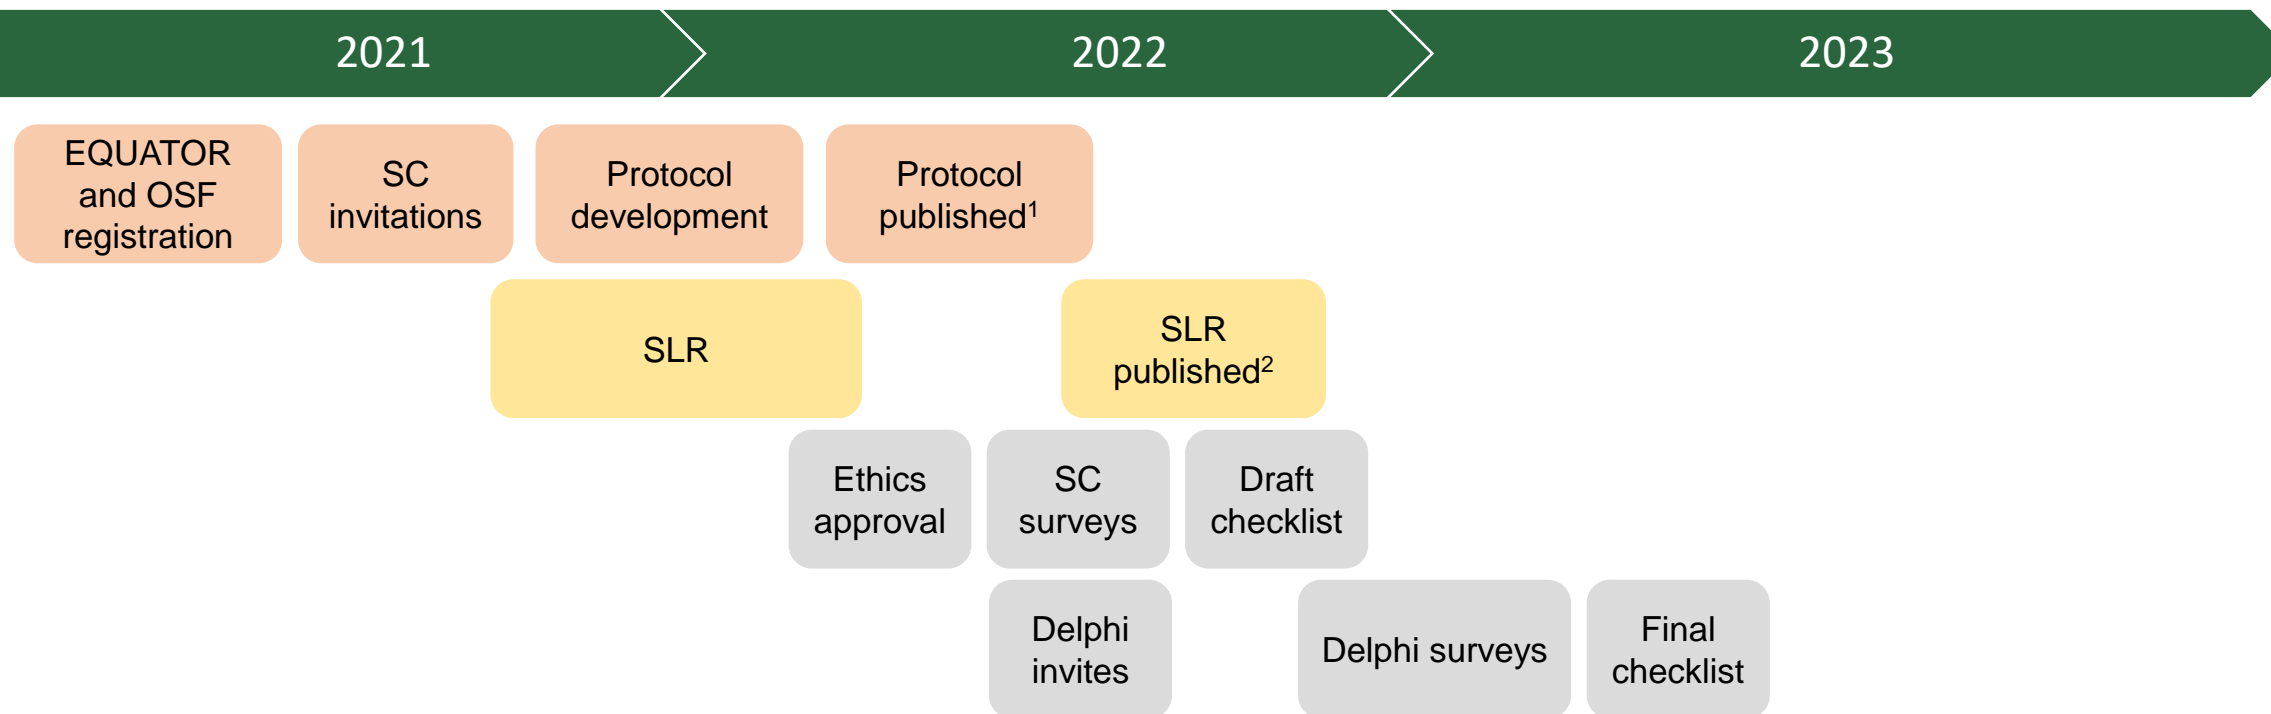 2021
2022
2023
EQUATOR
and OSF
registration
SC
invitations
Protocol
development
Protocol
published¹
SLR
SLR
published²
Ethics
approval
SC
surveys
Draft
checklist
Delphi
invites
Delphi surveys
Final
checklist